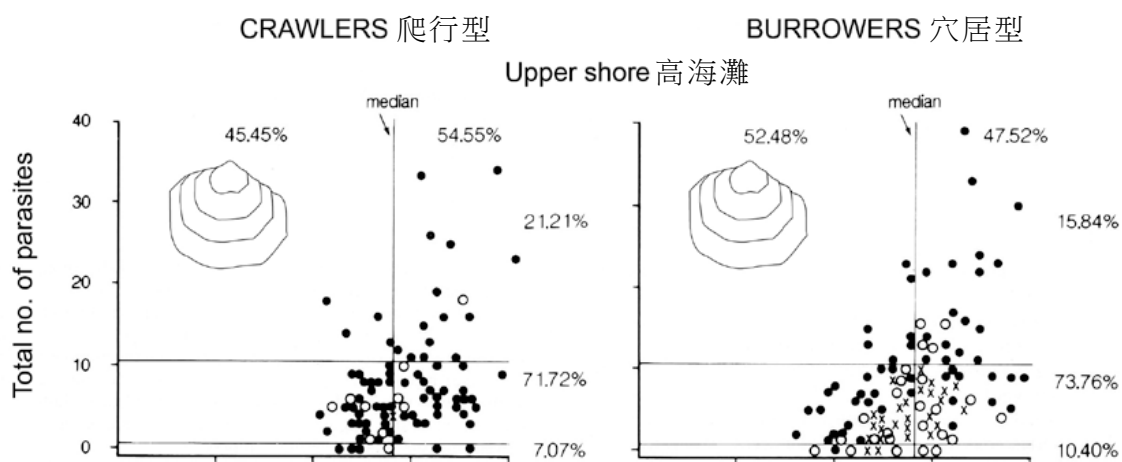 CRAWLERS 爬行型
BURROWERS 穴居型
Upper shore 高海灘
median
median
40
45.45%
54.55%
52.48%
47.52%
30
21.21%
15.84%
20
10
71.72%
73.76%
0
7.07%
10.40%
Total no. of parasites